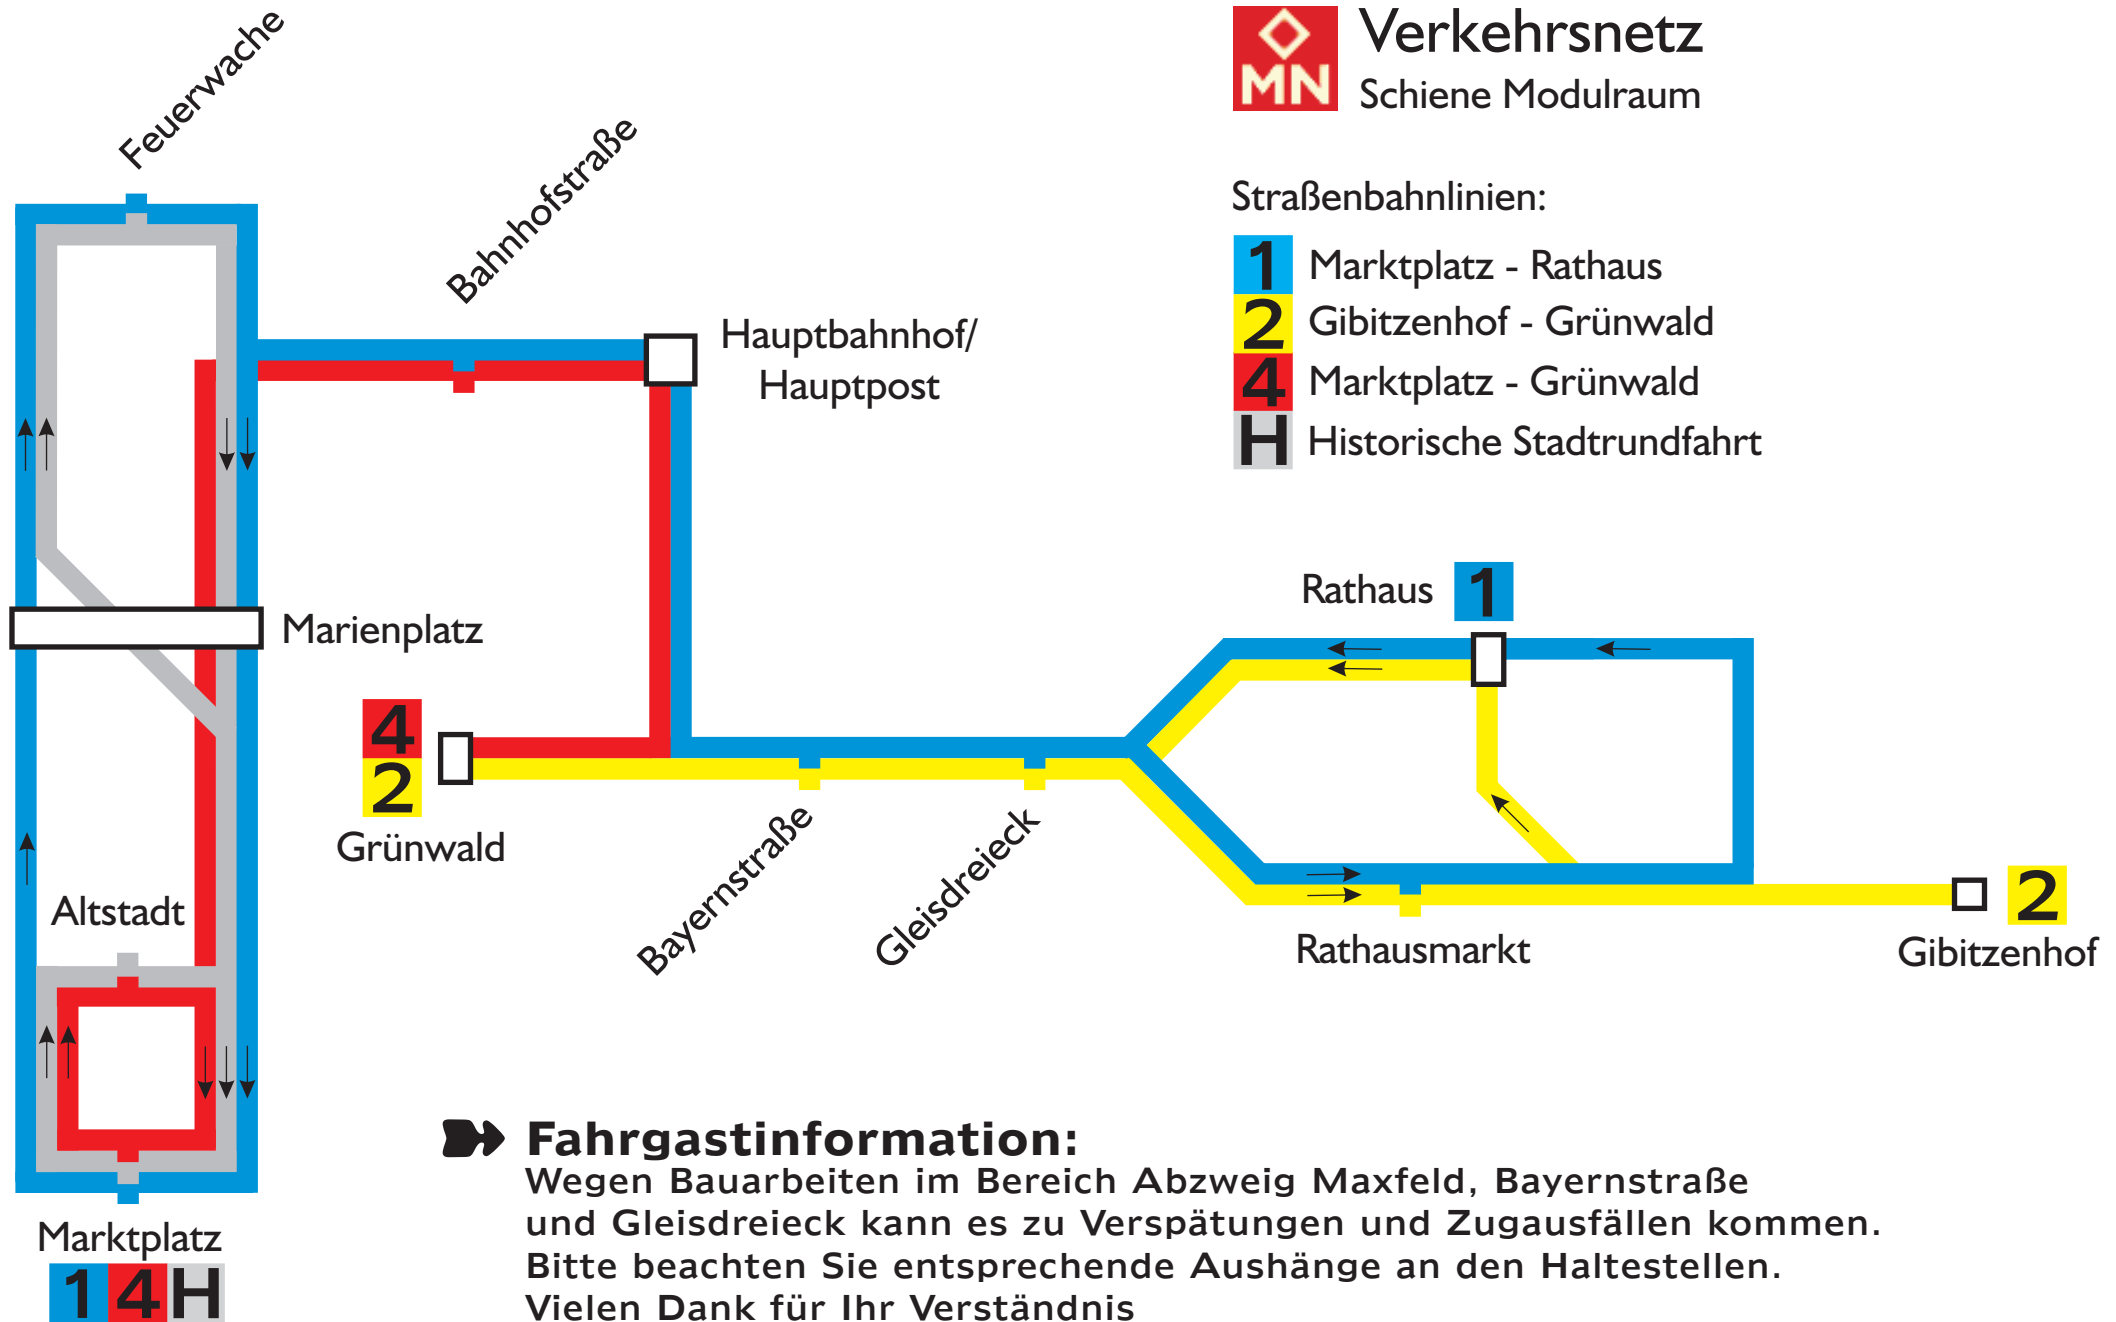 MN
Verkehrsnetz
Schiene Modulraum
Straßenbahnlinien:
1 Marktplatz - Rathaus
2 Gibitzenhof - Grünwald
4 Marktplatz - Grünwald
H Historische Stadtrundfahrt
Feuerwache
Bahnhofstraße
Hauptbahnhof/
Hauptpost
Marienplatz
Rathaus 1
4
2
Grünwald
Altstadt
Bayernstraße
Gleisdreieck
Rathausmarkt
2
Gibitzenhof
Marktplatz
1 4 H
Fahrgastinformation:
Wegen Bauarbeiten im Bereich Abzweig Maxfeld, Bayernstraße
und Gleisdreieck kann es zu Verspätungen und Zugausfällen kommen.
Bitte beachten Sie entsprechende Aushänge an den Haltestellen.
Vielen Dank für Ihr Verständnis